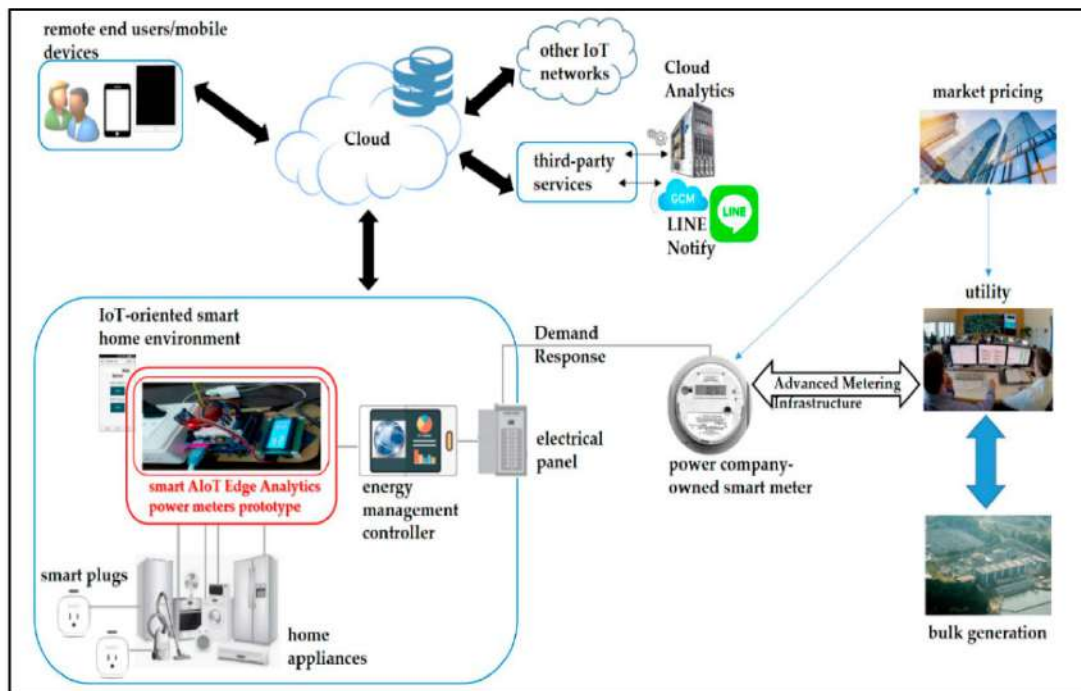 remote end users/mobile
devices
other IoT
networks
Cloud
Analytics
Cloud
third-party
services
GCM
LINE
LINE
Notify
market pricing
utility
IoT-oriented smart
home environment
Demand
Response
Advanced Metering
Infrastructure
electrical
panel
power company-
owned smart meter
smart AIoT Edge Analytics
power meters prototype
energy
management
controller
smart plugs
home
appliances
bulk generation